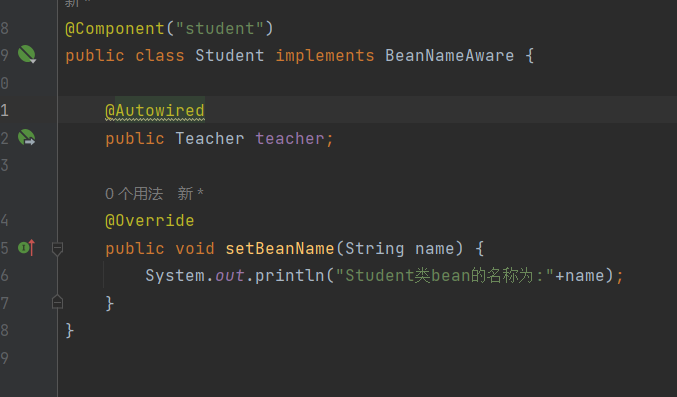 新 *
8 @Component("student")
9 public class Student implements BeanNameAware {
0
1 @Autowired
2 public Teacher teacher;
3
0 个用法 新 *
4 @Override
5 public void setBeanName(String name) {
6 System.out.println("Student类bean的名称为:"+name);
7 }
8 }
9